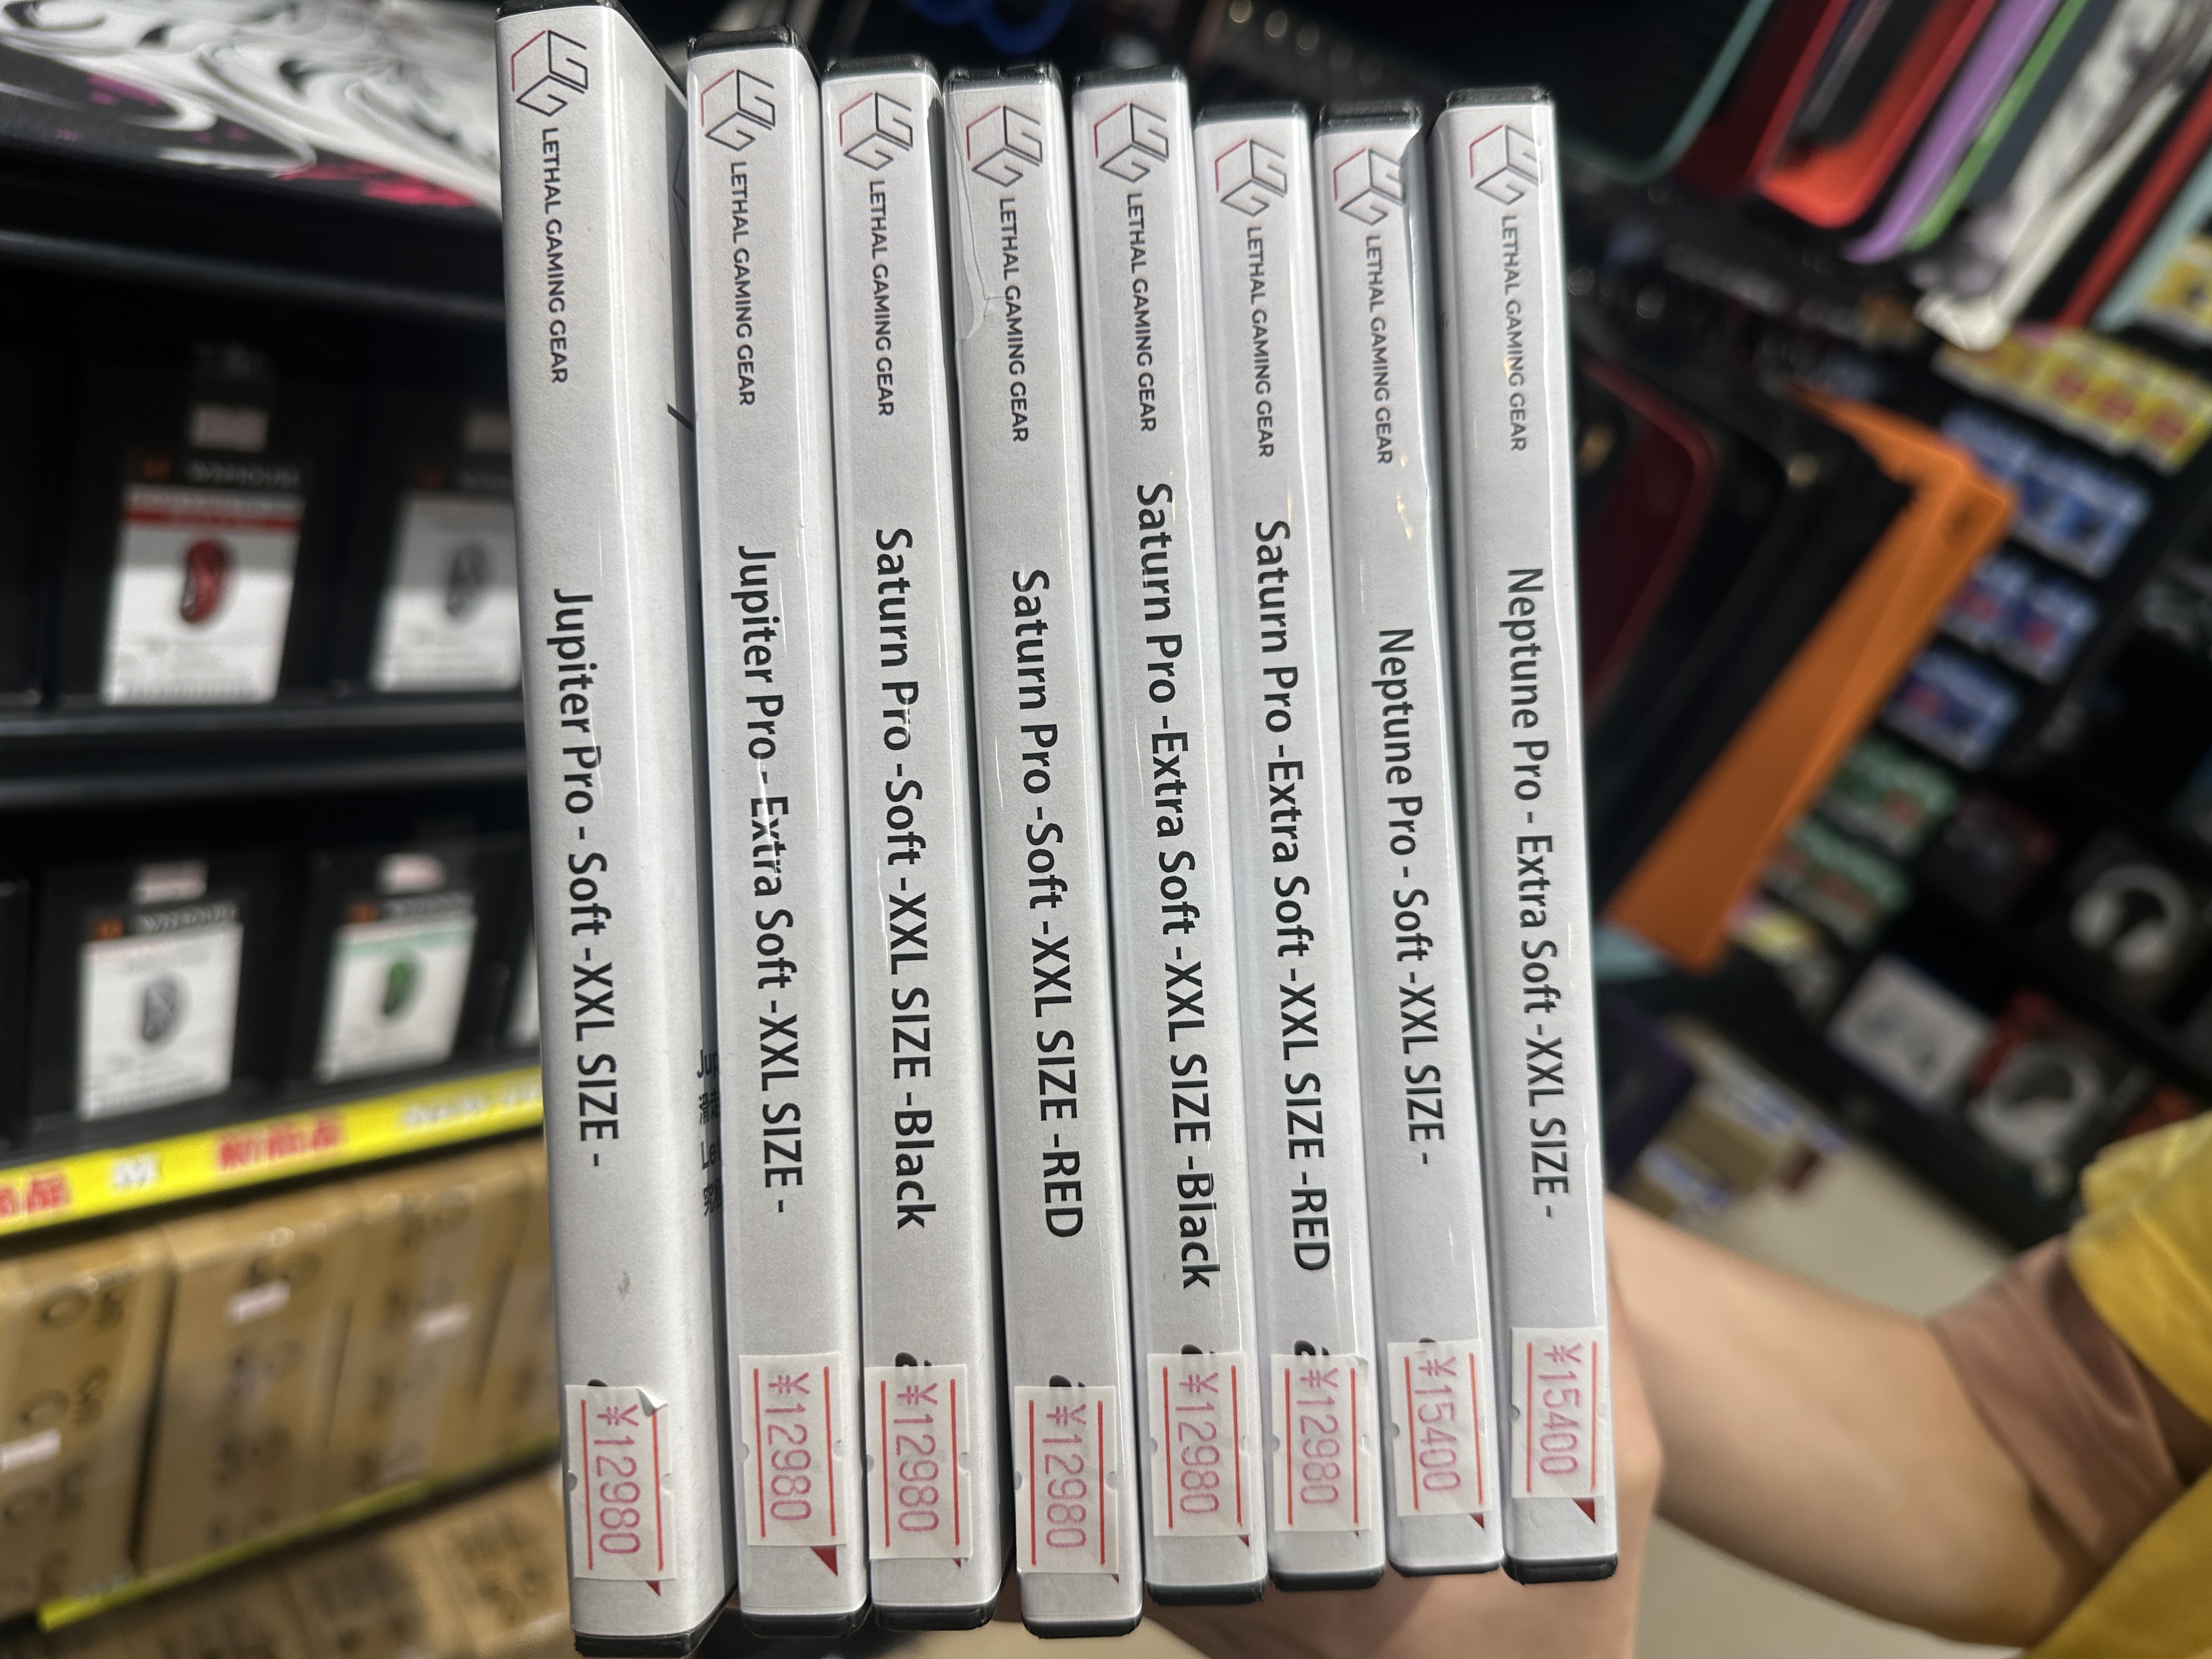 LETHAL GAMING GEAR
Jupiter Pro - Soft -XXL SIZE -
¥12980
LETHAL GAMING GEAR
Jupiter Pro - Extra Soft -XXL SIZE -
¥12980
LETHAL GAMING GEAR
Saturn Pro -Soft -XXL SIZE -Black
¥12980
LETHAL GAMING GEAR
Saturn Pro -Soft -XXL SIZE -RED
¥12980
LETHAL GAMING GEAR
Saturn Pro -Extra Soft -XXL SIZE -Black
¥12980
LETHAL GAMING GEAR
Saturn Pro -Extra Soft -XXL SIZE -RED
¥12980
LETHAL GAMING GEAR
Neptune Pro - Soft -XXL SIZE -
¥15400
LETHAL GAMING GEAR
Neptune Pro - Extra Soft -XXL SIZE -
¥15400